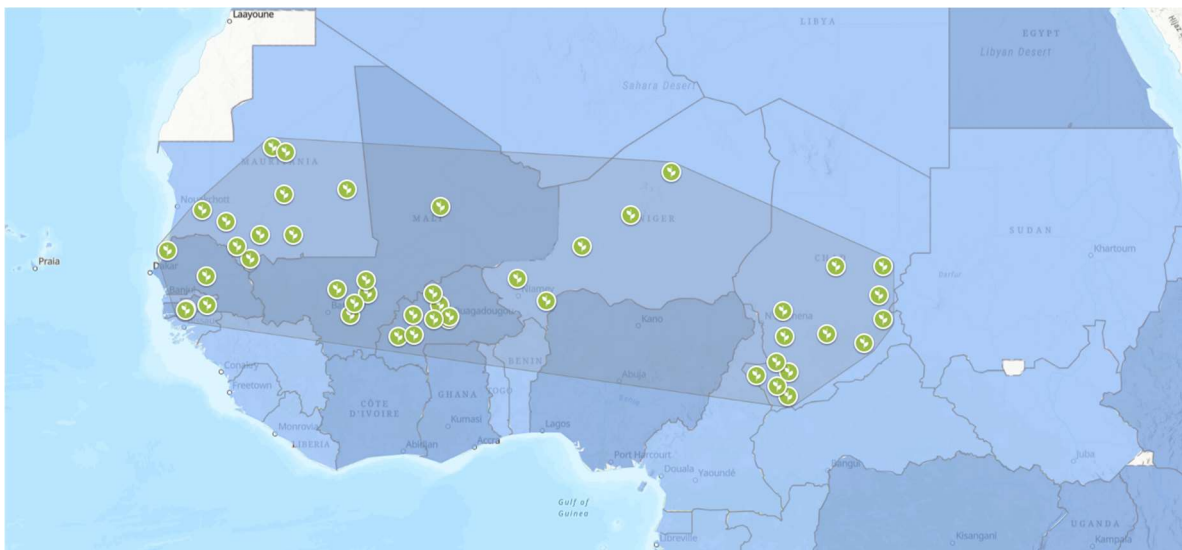 Laayoune
LIBYA
EGYPT
Libyan Desert
Sahara Desert
MAURITANIA
MALI
NIGER
SUDAN
Khartoum
Praia
Dakar
CHAD
Banjul
Niamey
Kano
Conakry
BENIN
Abuja
Freetown
CÔTE
D'IVOIRE
GHANA
TOGO
Kumasi
Monrovia
LIBERIA
Lagos
Abidjan
Accra
Port Harcourt
Douala
Yaoundé
Bangui
Juba
Gulf of
Guinea
Libreville
Kisangani
UGANDA
Kampala